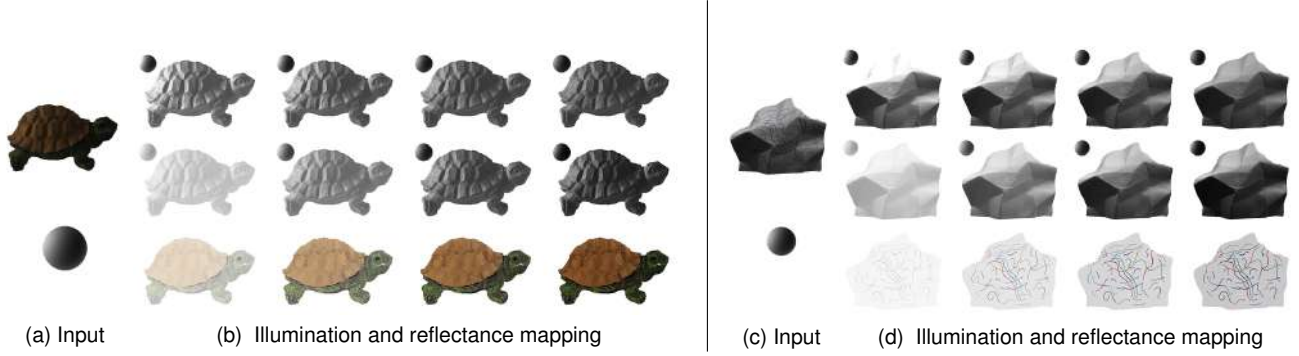 (a) Input
(b) Illumination and reflectance mapping
(c) Input
(d) Illumination and reflectance mapping